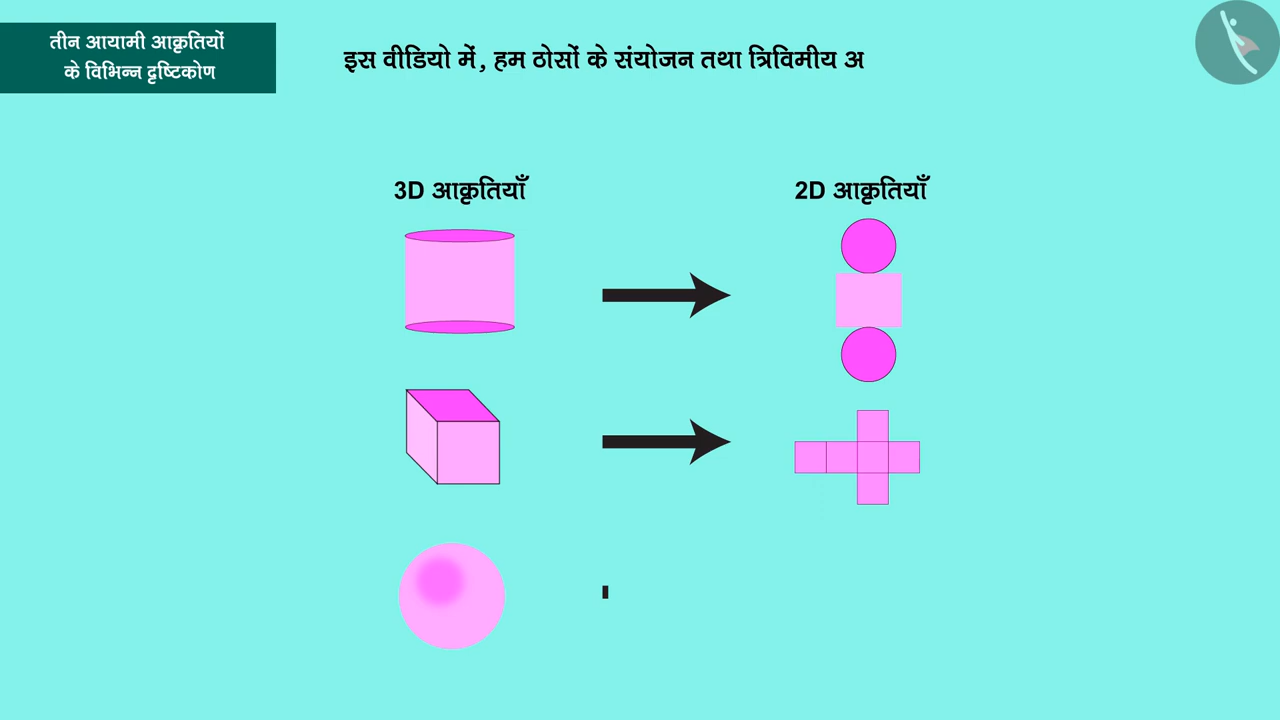 तीन आयामी आकृतियों
के विभिन्न दृष्टिकोण
इस वीडियो में, हम ठोसों के संयोजन तथा त्रिविमीय अ
3D आकृतियाँ
2D आकृतियाँ